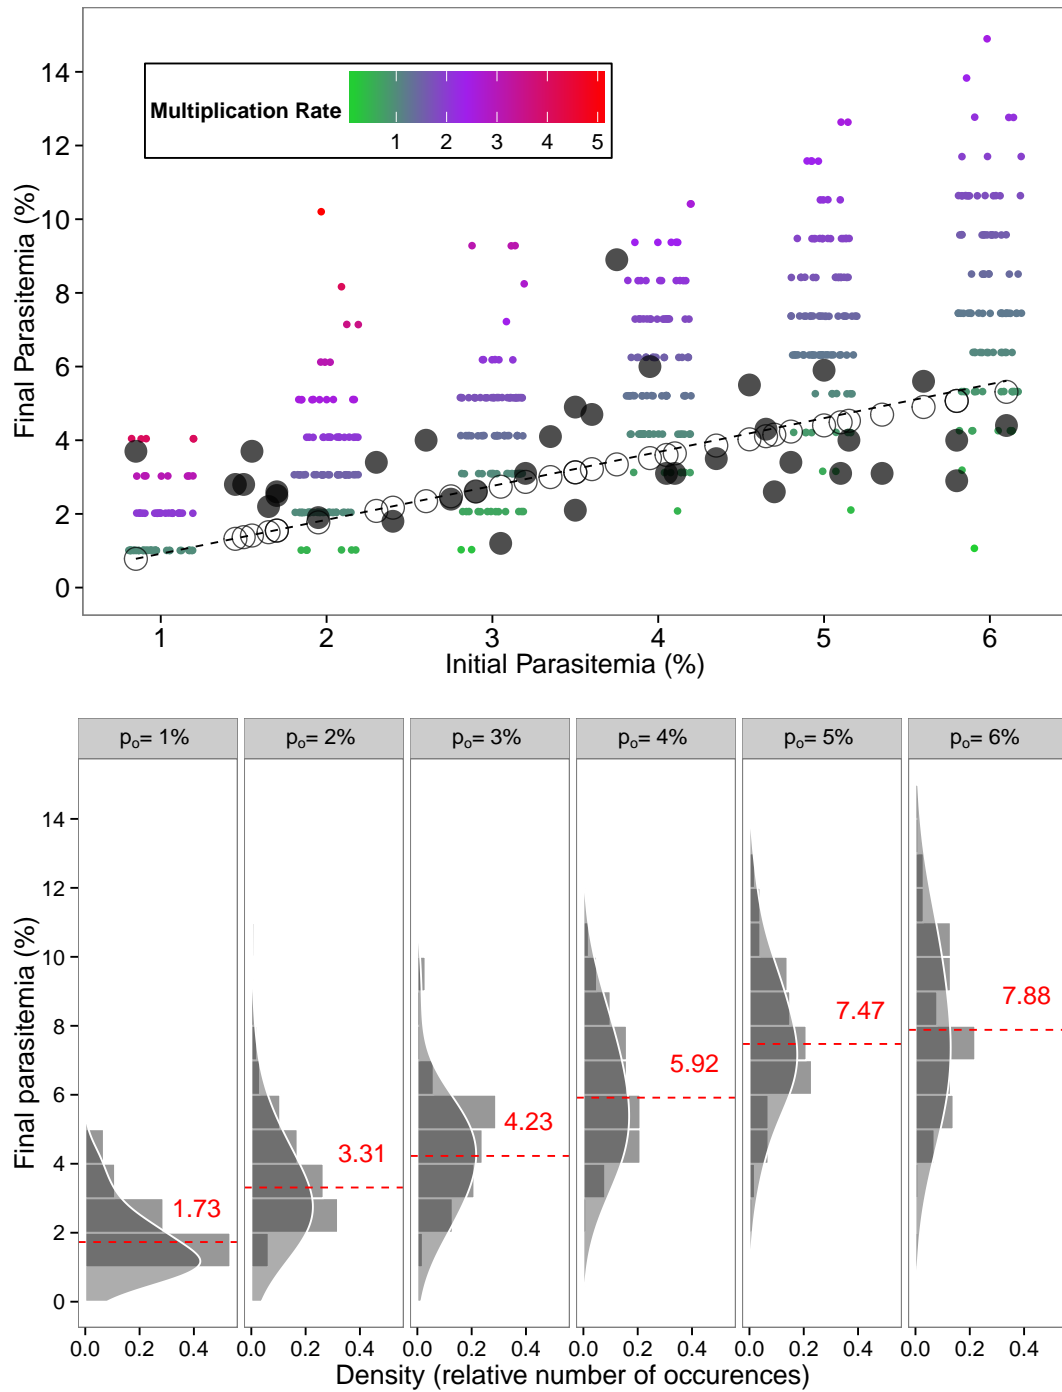 Final Parasitemia (%)
14
12
10
8
6
4
2
0
Multiplication Rate
1 2 3 4 5
1 2 3 4 5 6
Initial Parasitemia (%)
pₒ= 1% pₒ= 2% pₒ= 3% pₒ= 4% pₒ= 5% pₒ= 6%
Final parasitemia (%)
14
12
10
8
6
4
2
0
1.73
3.31
4.23
5.92
7.47
7.88
0.0 0.2 0.4 0.0 0.2 0.4 0.0 0.2 0.4 0.0 0.2 0.4 0.0 0.2 0.4 0.0 0.2 0.4
Density (relative number of occurences)